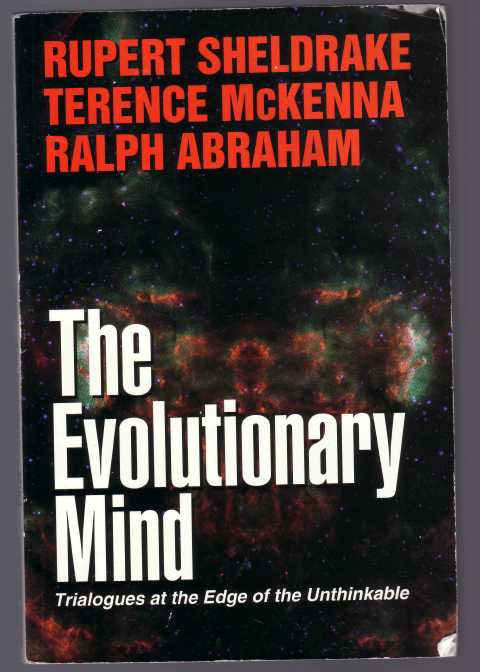 RUPERT SHELDRAKE
TERENCE McKENNA
RALPH ABRAHAM
The
Evolutionary
Mind
Trialogues at the Edge of the Unthinkable